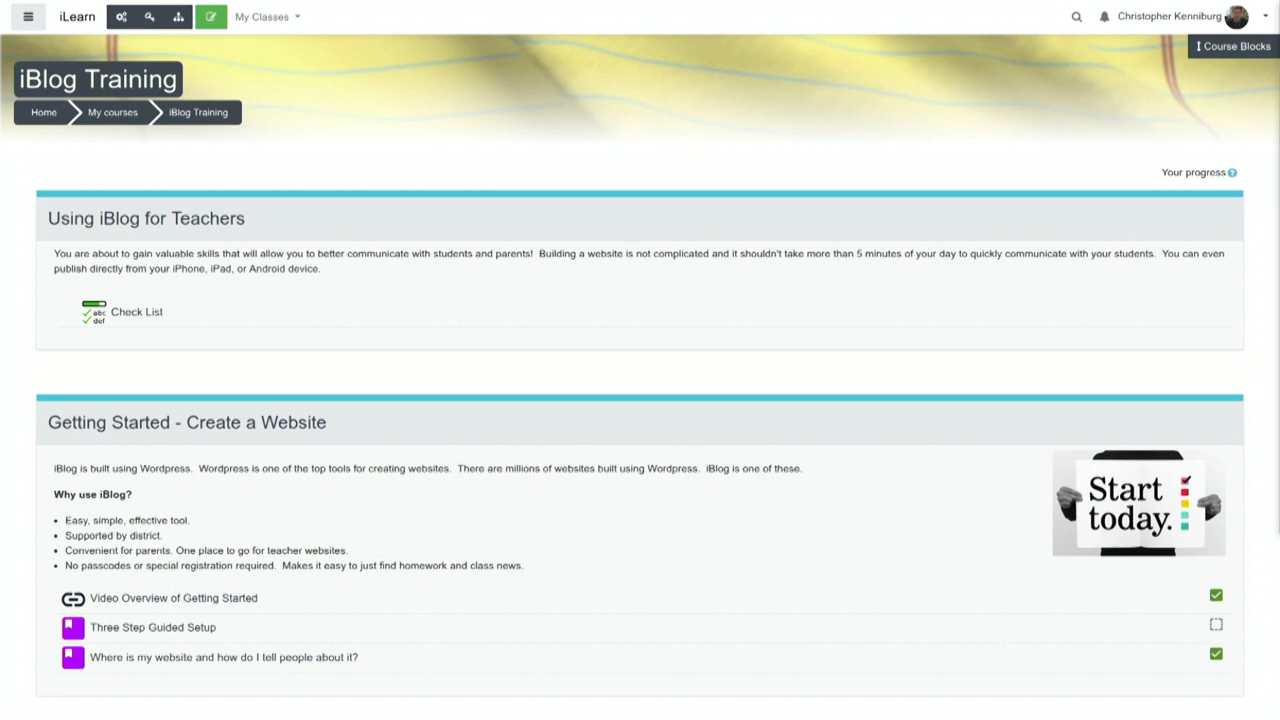 iLearn
My Classes
Christopher Kenniburg
Course Blocks
iBlog Training
Home
My courses
iBlog Training
Your progress
Using iBlog for Teachers
You are about to gain valuable skills that will allow you to better communicate with students and parents! Building a website is not complicated and it shouldn't take more than 5 minutes of your day to quickly communicate with your students. You can even
publish directly from your iPhone, iPad, or Android device.
abc
def
Check List
Getting Started - Create a Website
iBlog is built using Wordpress. Wordpress is one of the top tools for creating websites. There are millions of websites built using Wordpress. iBlog is one of these.
Why use iBlog?
Easy, simple, effective tool.
Supported by district.
Convenient for parents. One place to go for teacher websites.
No passcodes or special registration required. Makes it easy to just find homework and class news.
Start
today.
Video Overview of Getting Started
Three Step Guided Setup
Where is my website and how do I tell people about it?